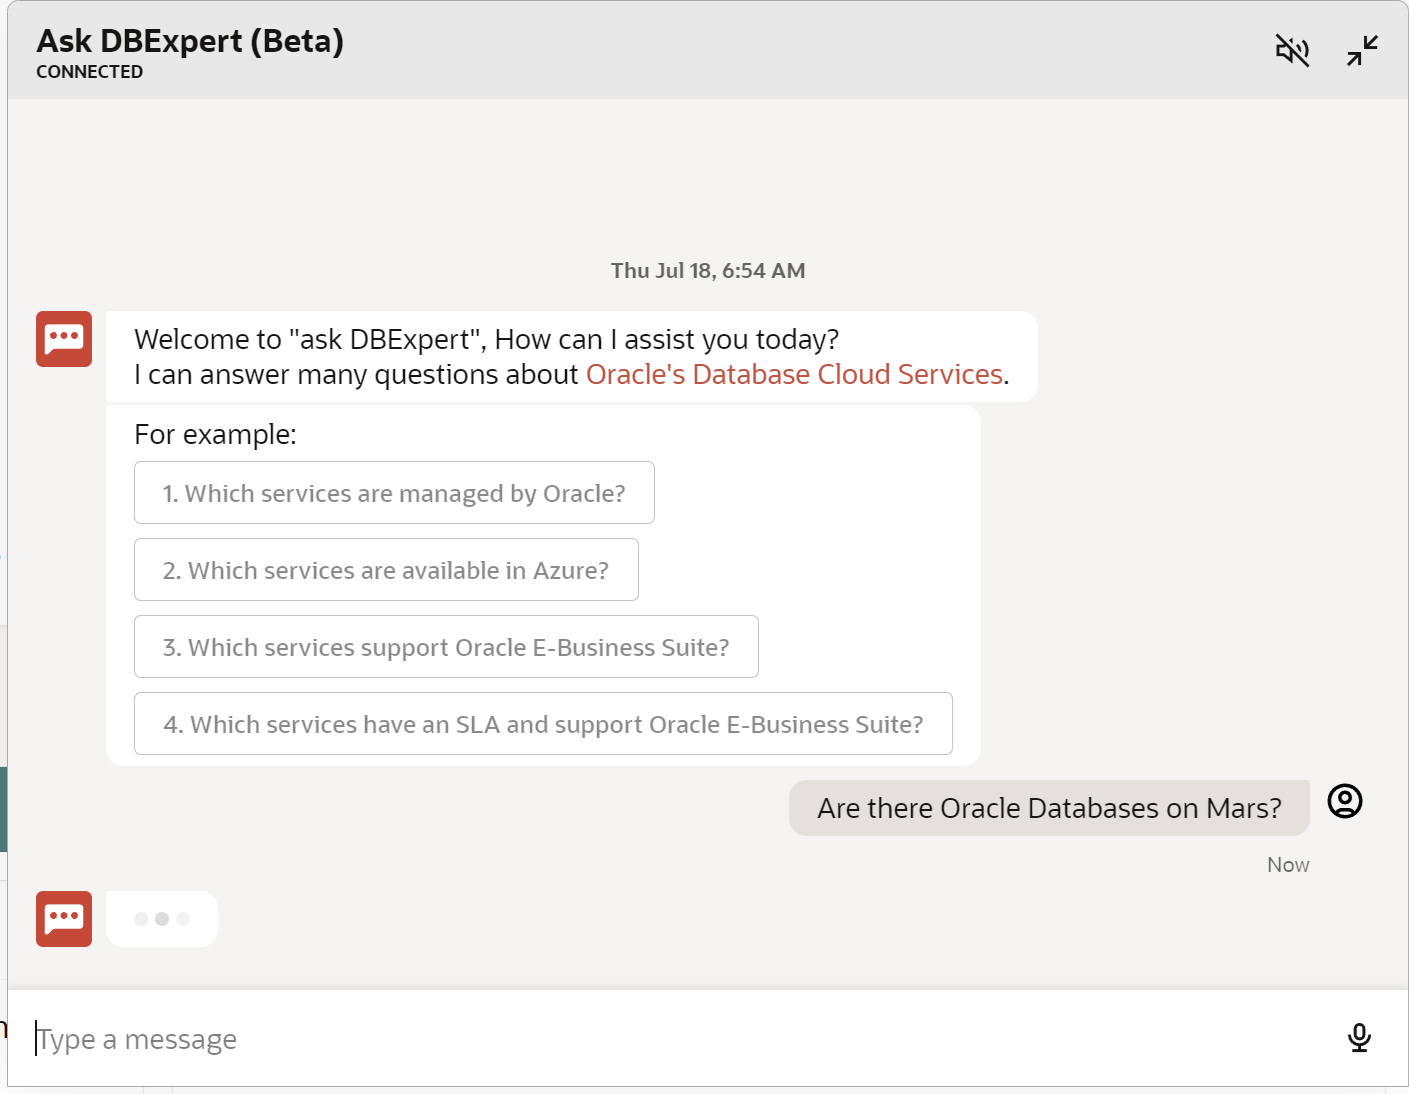 Ask DBExpert (Beta)
CONNECTED
Thu Jul 18, 6:54 AM
Welcome to "ask DBExpert", How can I assist you today?
I can answer many questions about Oracle's Database Cloud Services.
For example:
1. Which services are managed by Oracle?
2. Which services are available in Azure?
3. Which services support Oracle E-Business Suite?
4. Which services have an SLA and support Oracle E-Business Suite?
Are there Oracle Databases on Mars?
Now
Type a message